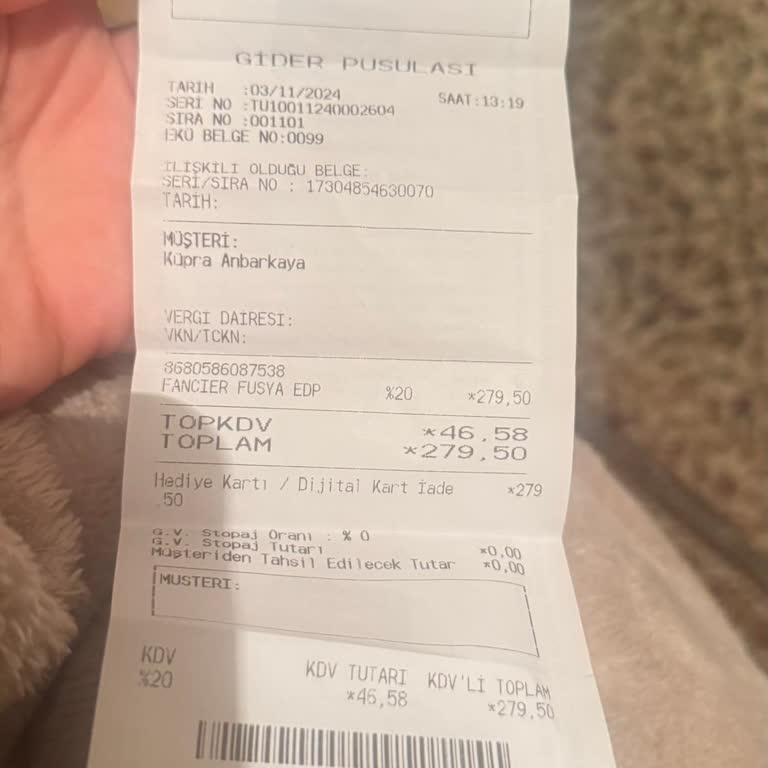 GİDER PUSULASI
TARİH :03/11/2024 SAAT:13:19
SERİ NO :TU10011240002604
SIRA NO :001101
EKÜ BELGE NO:0099
İLİŞKİLİ OLDUĞU BELGE:
SERİ/SIRA NO : 17304854630070
TARİH:
MÜŞTERİ:
Küpra Anbarkaya
VERGİ DAİRESİ:
VKN/TCKN:
8680586087538
FANCIER FUSYA EDP %20 *279,50
TOPKDV *46,58
TOPLAM *279,50
Hediye Kartı / Dijital Kart İade *279
,50
G.V. Stopaj Oranı : % 0
G.V. Stopaj Tutarı *0,00
Müşteriden Tahsil Edilecek Tutar *0,00
MUSTERI:
KDV KDV TUTARI KDV'Lİ TOPLAM
%20 *46,58 *279,50